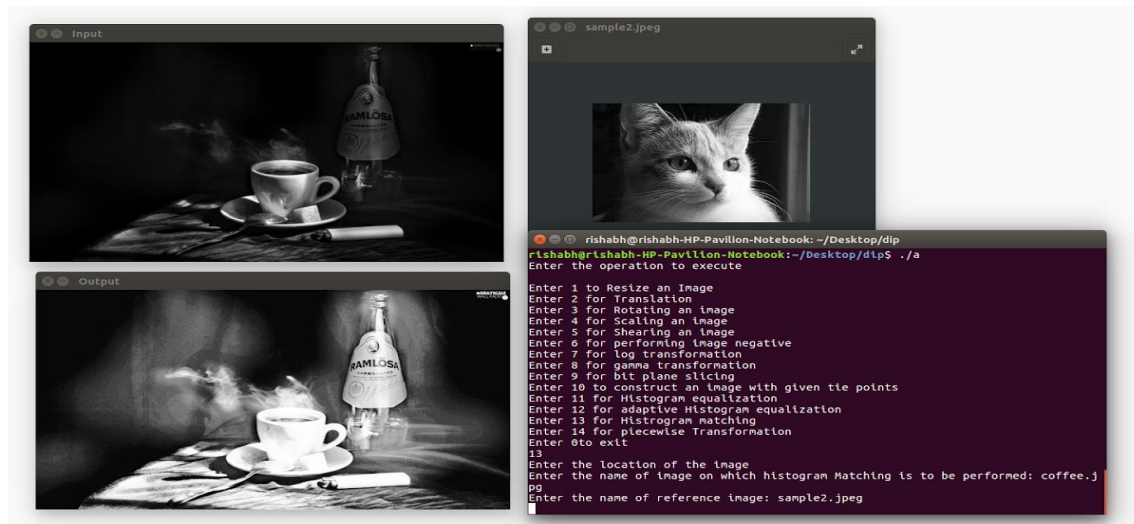 Input
GRAYSCALE
RAMLÖSA
Output
GRAYSCALE
WALLPAPERS
RAMLÖSA
sample2.jpeg
rishabh@rishabh-HP-Pavilion-Notebook: ~/Desktop/dip
rishabh@rishabh-HP-Pavilion-Notebook:~/Desktop/dip$ ./a
Enter the operation to execute
Enter 1 to Resize an Image
Enter 2 for Translation
Enter 3 for Rotating an image
Enter 4 for Scaling an image
Enter 5 for Shearing an image
Enter 6 for performing image negative
Enter 7 for log transformation
Enter 8 for gamma transformation
Enter 9 for bit plane slicing
Enter 10 to construct an image with given tie points
Enter 11 for Histogram equalization
Enter 12 for adaptive Histogram equalization
Enter 13 for Histrogram matching
Enter 14 for piecewise Transformation
Enter 0to exit
13
Enter the location of the image
Enter the name of image on which histogram Matching is to be performed: coffee.j
pg
Enter the name of reference image: sample2.jpeg